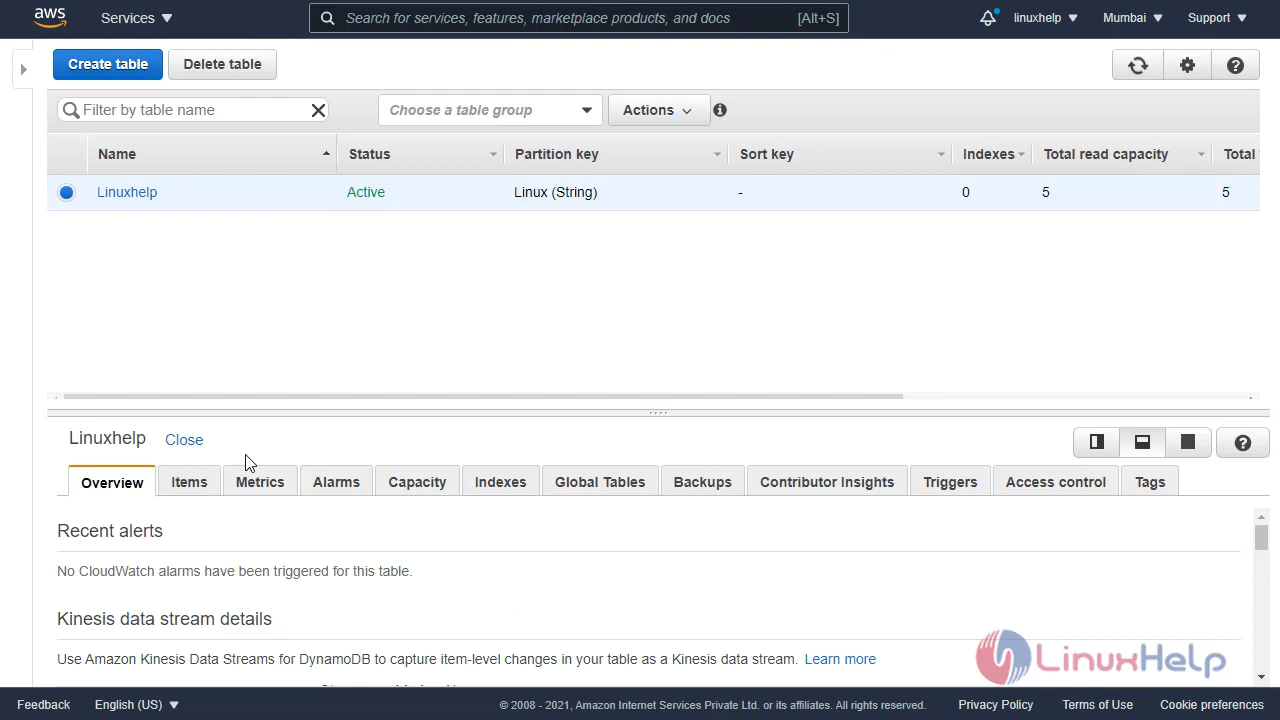 aws Services Search for services, features, marketplace products, and docs [Alt+S] linuxhelp Mumbai Support
Create table Delete table
Filter by table name Choose a table group Actions
Name Status Partition key Sort key Indexes Total read capacity Total
Linuxhelp Active Linux (String) - 0 5 5
Linuxhelp Close
Overview Items Metrics Alarms Capacity Indexes Global Tables Backups Contributor Insights Triggers Access control Tags
Recent alerts
No CloudWatch alarms have been triggered for this table.
Kinesis data stream details
Use Amazon Kinesis Data Streams for DynamoDB to capture item-level changes in your table as a Kinesis data stream. Learn more
LinuxHelp
Feedback English (US) © 2008 - 2021, Amazon Internet Services Private Ltd. or its affiliates. All rights reserved. Privacy Policy Terms of Use Cookie preferences